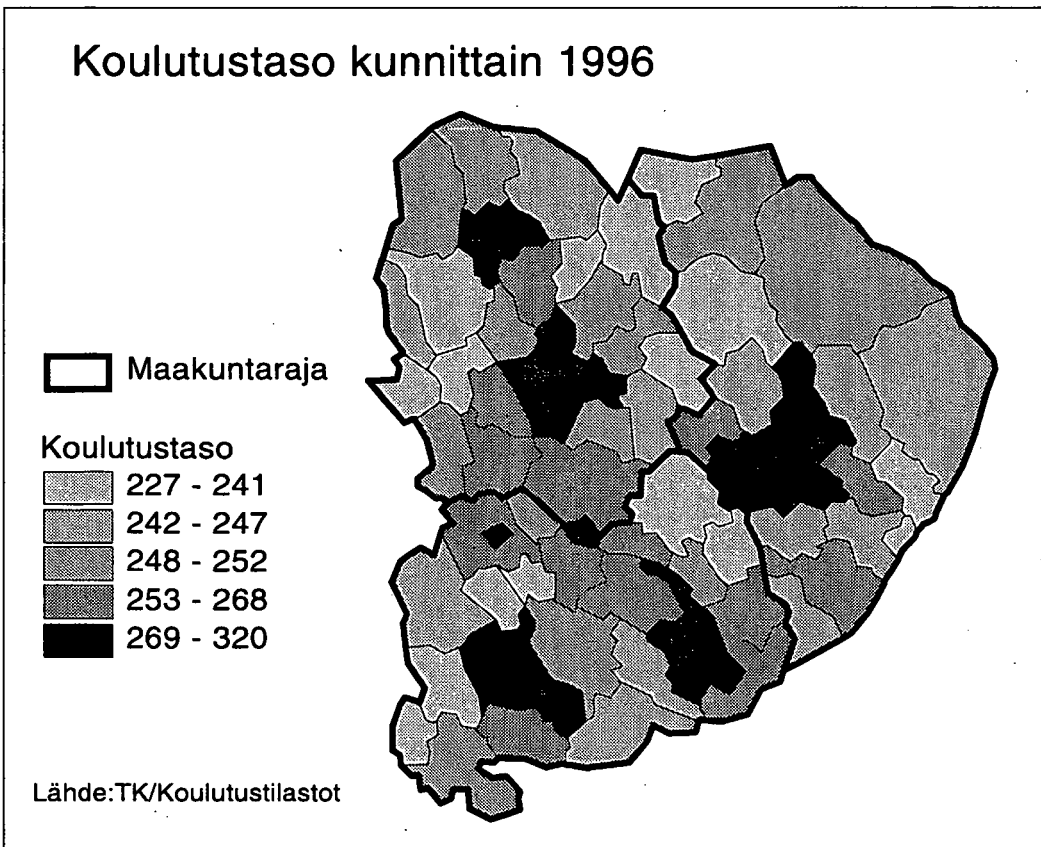 Koulutustaso kunnittain 1996
Maakuntaraja
Koulutustaso
227 - 241
242 - 247
248 - 252
253 - 268
269 - 320
Lähde:TK/Koulutustilastot